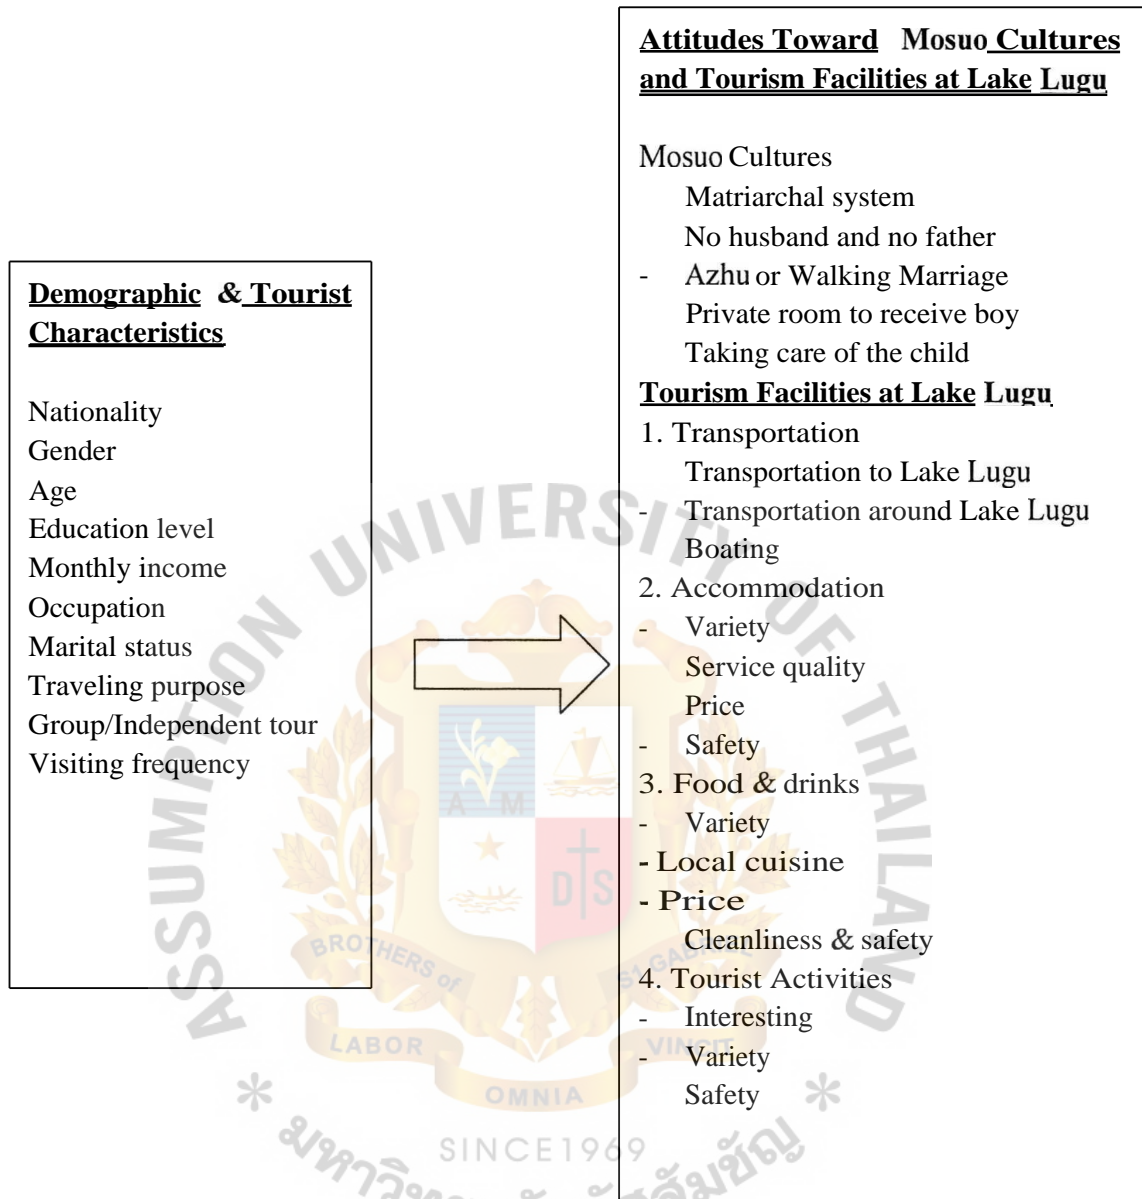 Demographic & Tourist
Characteristics
Nationality
Gender
Age
Education level
Monthly income
Occupation
Marital status
Traveling purpose
Group/Independent tour
Visiting frequency
Attitudes Toward Mosuo Cultures
and Tourism Facilities at Lake Lugu
Mosuo Cultures
Matriarchal system
No husband and no father
- Azhu or Walking Marriage
Private room to receive boy
Taking care of the child
Tourism Facilities at Lake Lugu
1. Transportation
Transportation to Lake Lugu
- Transportation around Lake Lugu
Boating
2. Accommodation
- Variety
Service quality
Price
- Safety
3. Food & drinks
- Variety
- Local cuisine
- Price
Cleanliness & safety
4. Tourist Activities
- Interesting
- Variety
Safety
ASSUMPTION UNIVERSITY OF THAILAND
A M
D S
BROTHERS of
ST GABRIEL
LABOR
OMNIA
VINCIT
SINCE1969